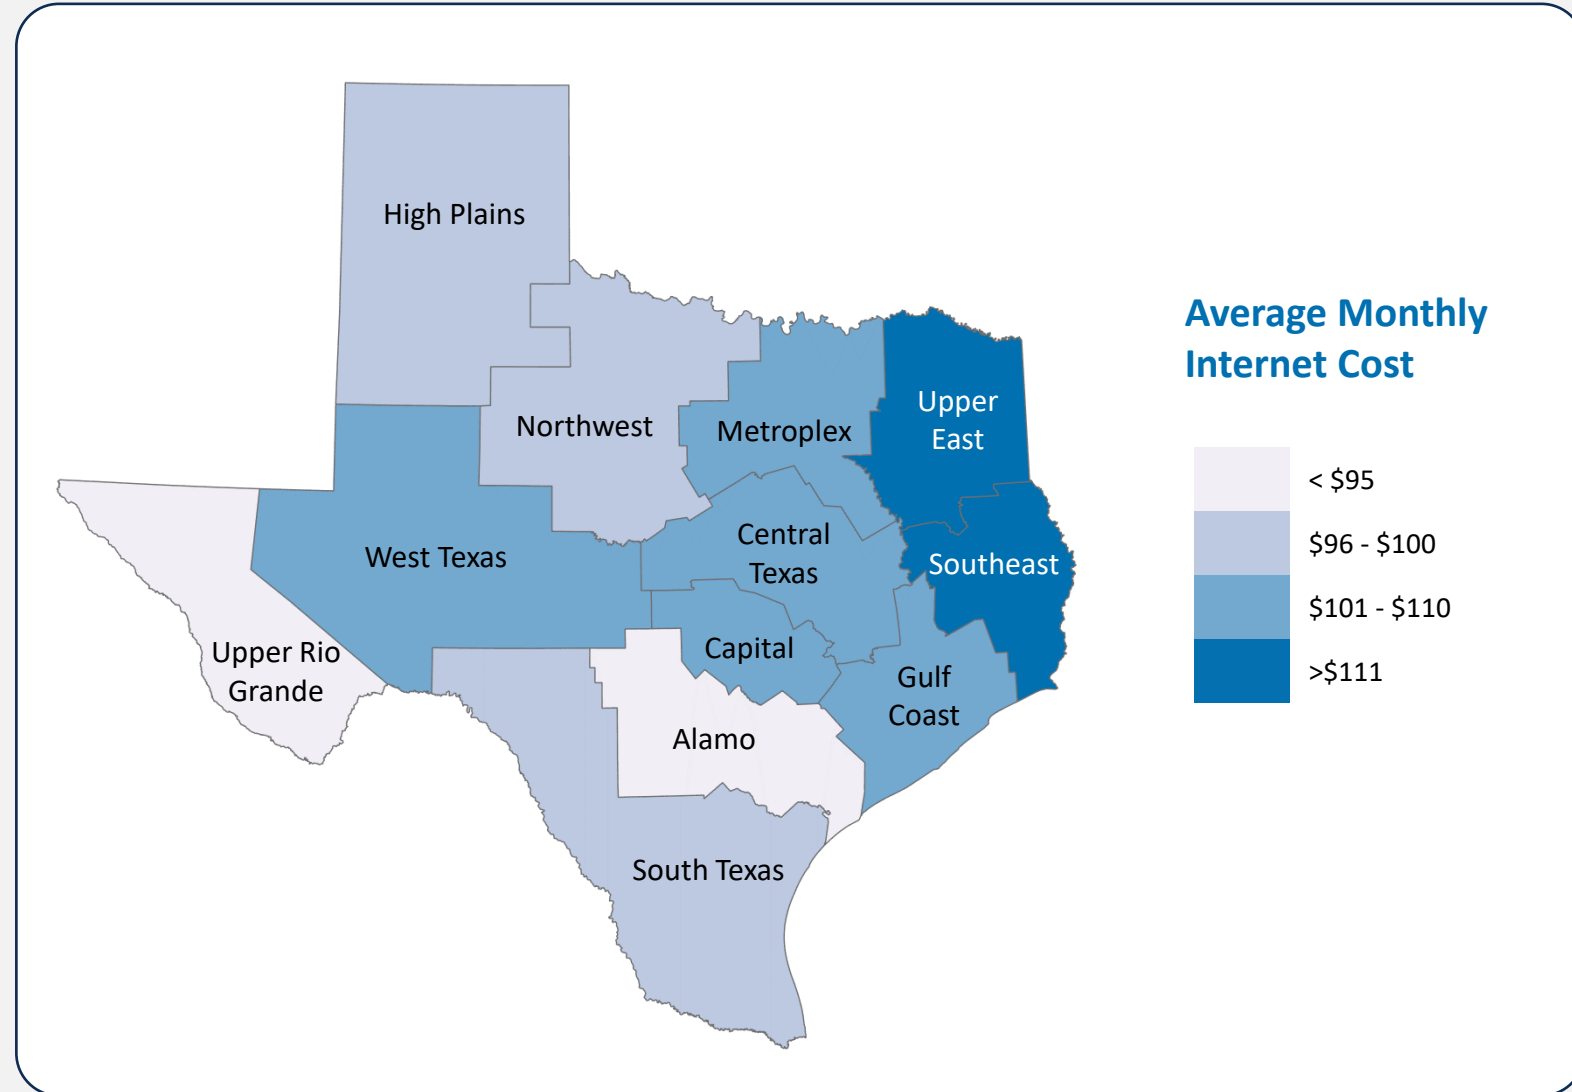 High Plains
Northwest
Metroplex
Upper
East
West Texas
Central
Texas
Southeast
Upper Rio
Grande
Capital
Gulf
Coast
Alamo
South Texas
Average Monthly
Internet Cost
< $95
$96 - $100
$101 - $110
>$111